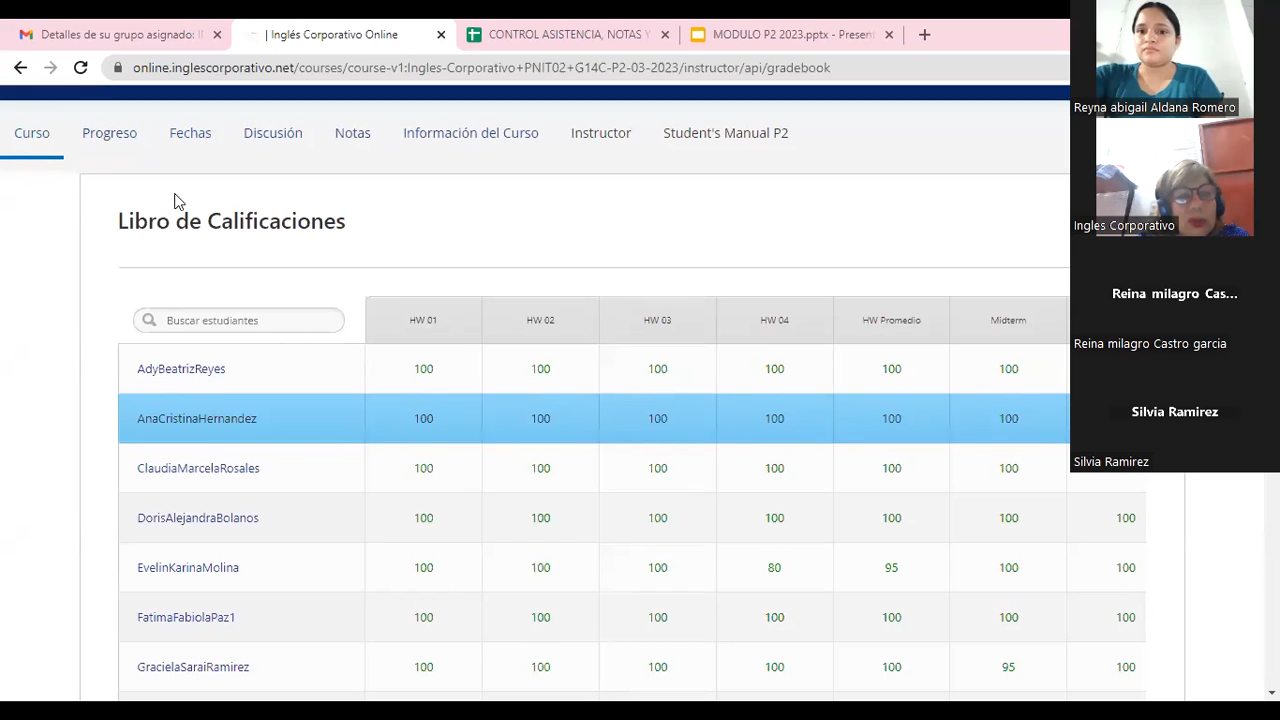 Detalles de su grupo asignado: I
Inglés Corporativo Online
CONTROL ASISTENCIA, NOTAS Y
MODULO P2 2023.pptx - Present
online.inglescorporativo.net/courses/course-v1:Ingles-Corporativo+PNIT02+G14C-P2-03-2023/instructor/api/gradebook
Curso Progreso Fechas Discusión Notas Información del Curso Instructor Student's Manual P2
Libro de Calificaciones
Buscar estudiantes HW 01 HW 02 HW 03 HW 04 HW Promedio Midterm
AdyBeatrizReyes 100 100 100 100 100 100
AnaCristinaHernandez 100 100 100 100 100 100
ClaudiaMarcelaRosales 100 100 100 100 100 100
DorisAlejandraBolanos 100 100 100 100 100 100 100
EvelinKarinaMolina 100 100 100 80 95 100 100
FatimaFabiolaPaz1 100 100 100 100 100 100 100
GracielaSaraiRamirez 100 100 100 100 100 95 100
Reyna abigail Aldana Romero
Ingles Corporativo
Reina milagro Cas...
Reina milagro Castro garcia
Silvia Ramirez
Silvia Ramirez